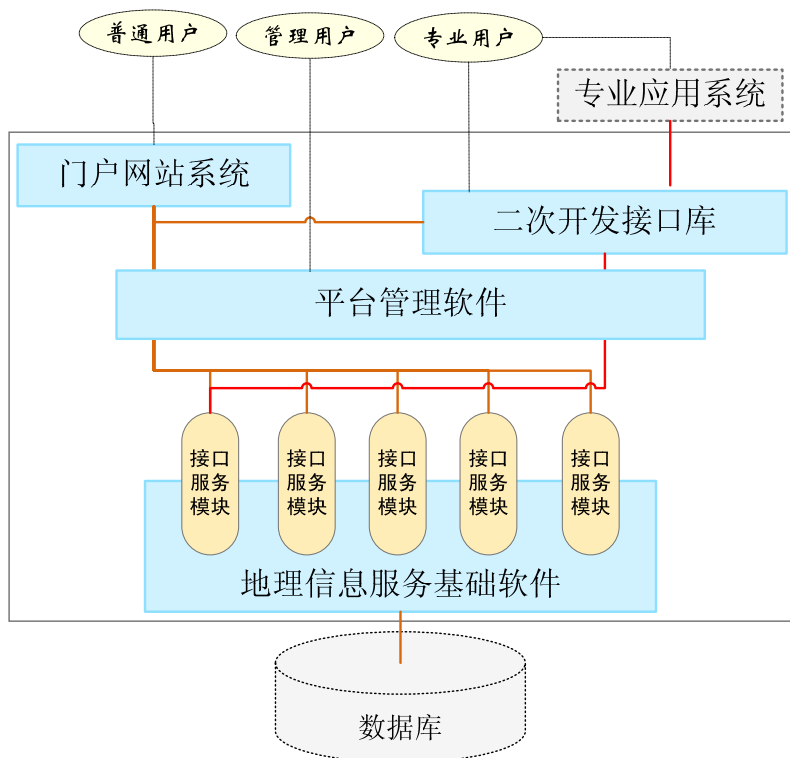 普通用户
管理用户
专业用户
专业应用系统
门户网站系统
二次开发接口库
平台管理软件
接口
服务
模块
接口
服务
模块
接口
服务
模块
接口
服务
模块
接口
服务
模块
地理信息服务基础软件
数据库